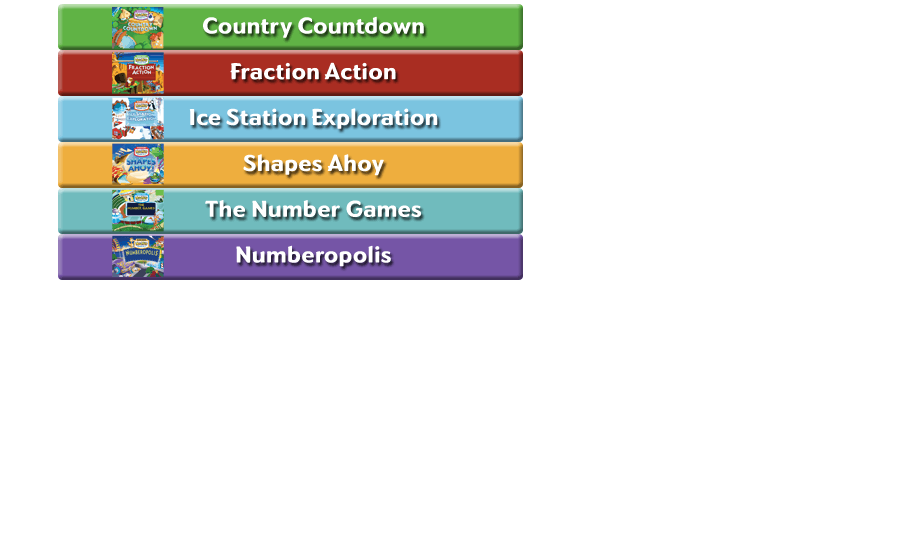 Country Countdown
Fraction Action
Ice Station Exploration
Shapes Ahoy
The Number Games
Numberopolis